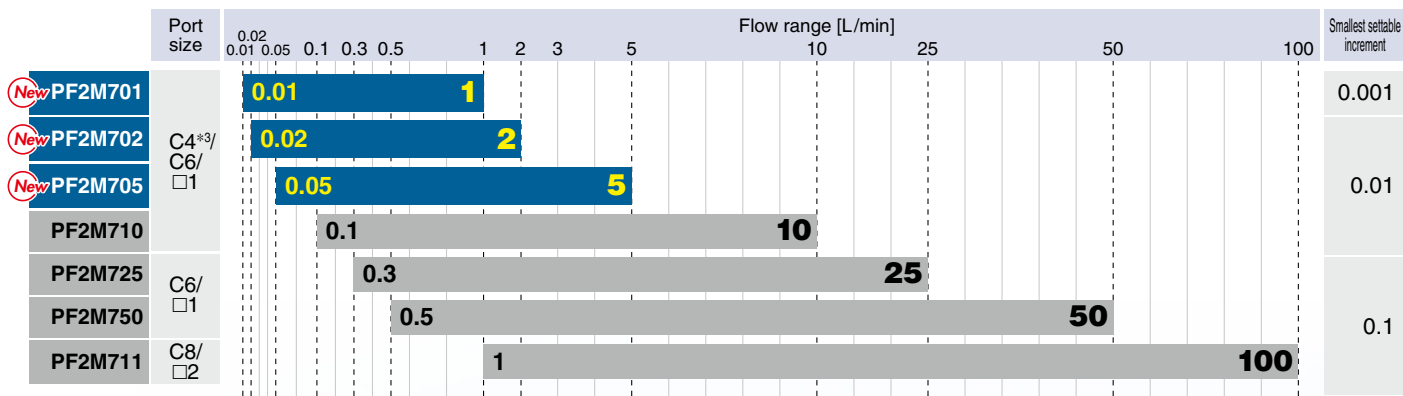 Port size
Flow range [L/min]
Smallest settable increment
0.01 0.02 0.05 0.1 0.3 0.5 1 2 3 5 10 25 50 100
New PF2M701
0.01 1
0.001
New PF2M702
C4*3/
C6/
□1
0.02 2
New PF2M705
0.05 5
0.01
PF2M710
0.1 10
PF2M725
C6/
□1
0.3 25
PF2M750
0.5 50
0.1
PF2M711
C8/
□2
1 100